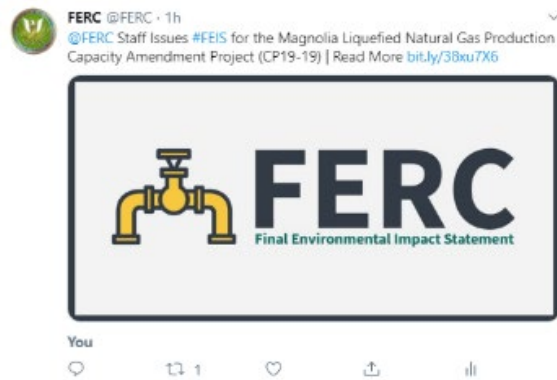 FERC @FERC · 1h
@FERC Staff Issues #FEIS for the Magnolia Liquefied Natural Gas Production
Capacity Amendment Project (CP19-19) | Read More bit.ly/38xu7X6
FERC
Final Environmental Impact Statement
You
1